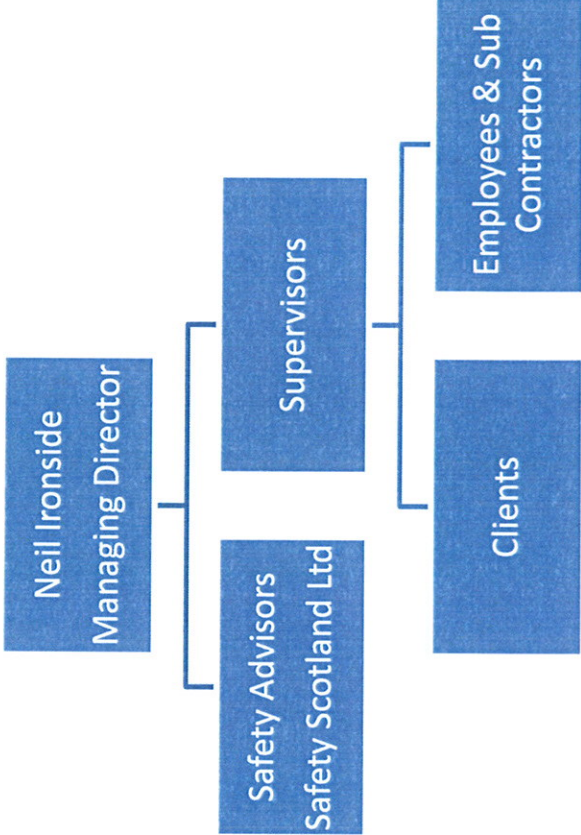 Neil Ironside
Managing Director
Safety Advisors
Safety Scotland Ltd
Supervisors
Clients
Employees & Sub
Contractors